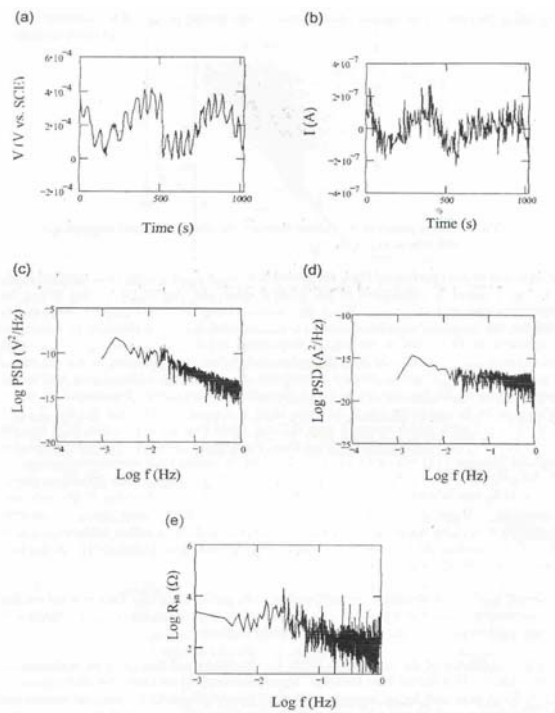 (a)
V (V vs. SCE)
6·10⁻⁴
4·10⁻⁴
2·10⁻⁴
0
−2·10⁻⁴
0 500 1000
Time (s)
(b)
I (A)
4·10⁻⁷
2·10⁻⁷
0
−2·10⁻⁷
−4·10⁻⁷
0 500 1000
Time (s)
(c)
Log PSD (V²/Hz)
−5
−10
−15
−20
−4 −3 −2 −1 0
Log f (Hz)
(d)
Log PSD (A²/Hz)
−10
−15
−20
−25
−4 −3 −2 −1 0
Log f (Hz)
(e)
Log Rsn (Ω)
6
4
2
−3 −2 −1 0
Log f (Hz)